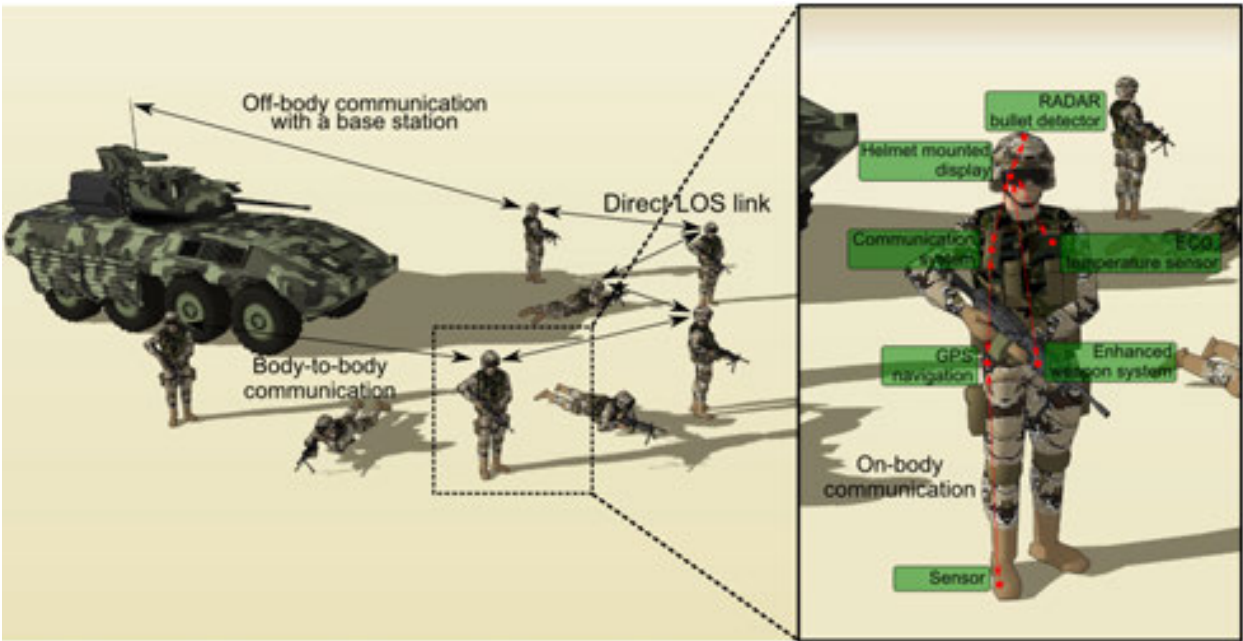 Off-body communication
with a base station
Direct LOS link
Body-to-body
communication
RADAR
bullet detector
Helmet mounted
display
Communication
system
ECG,
temperature sensor
GPS
navigation
Enhanced
weapon system
On-body
communication
Sensor